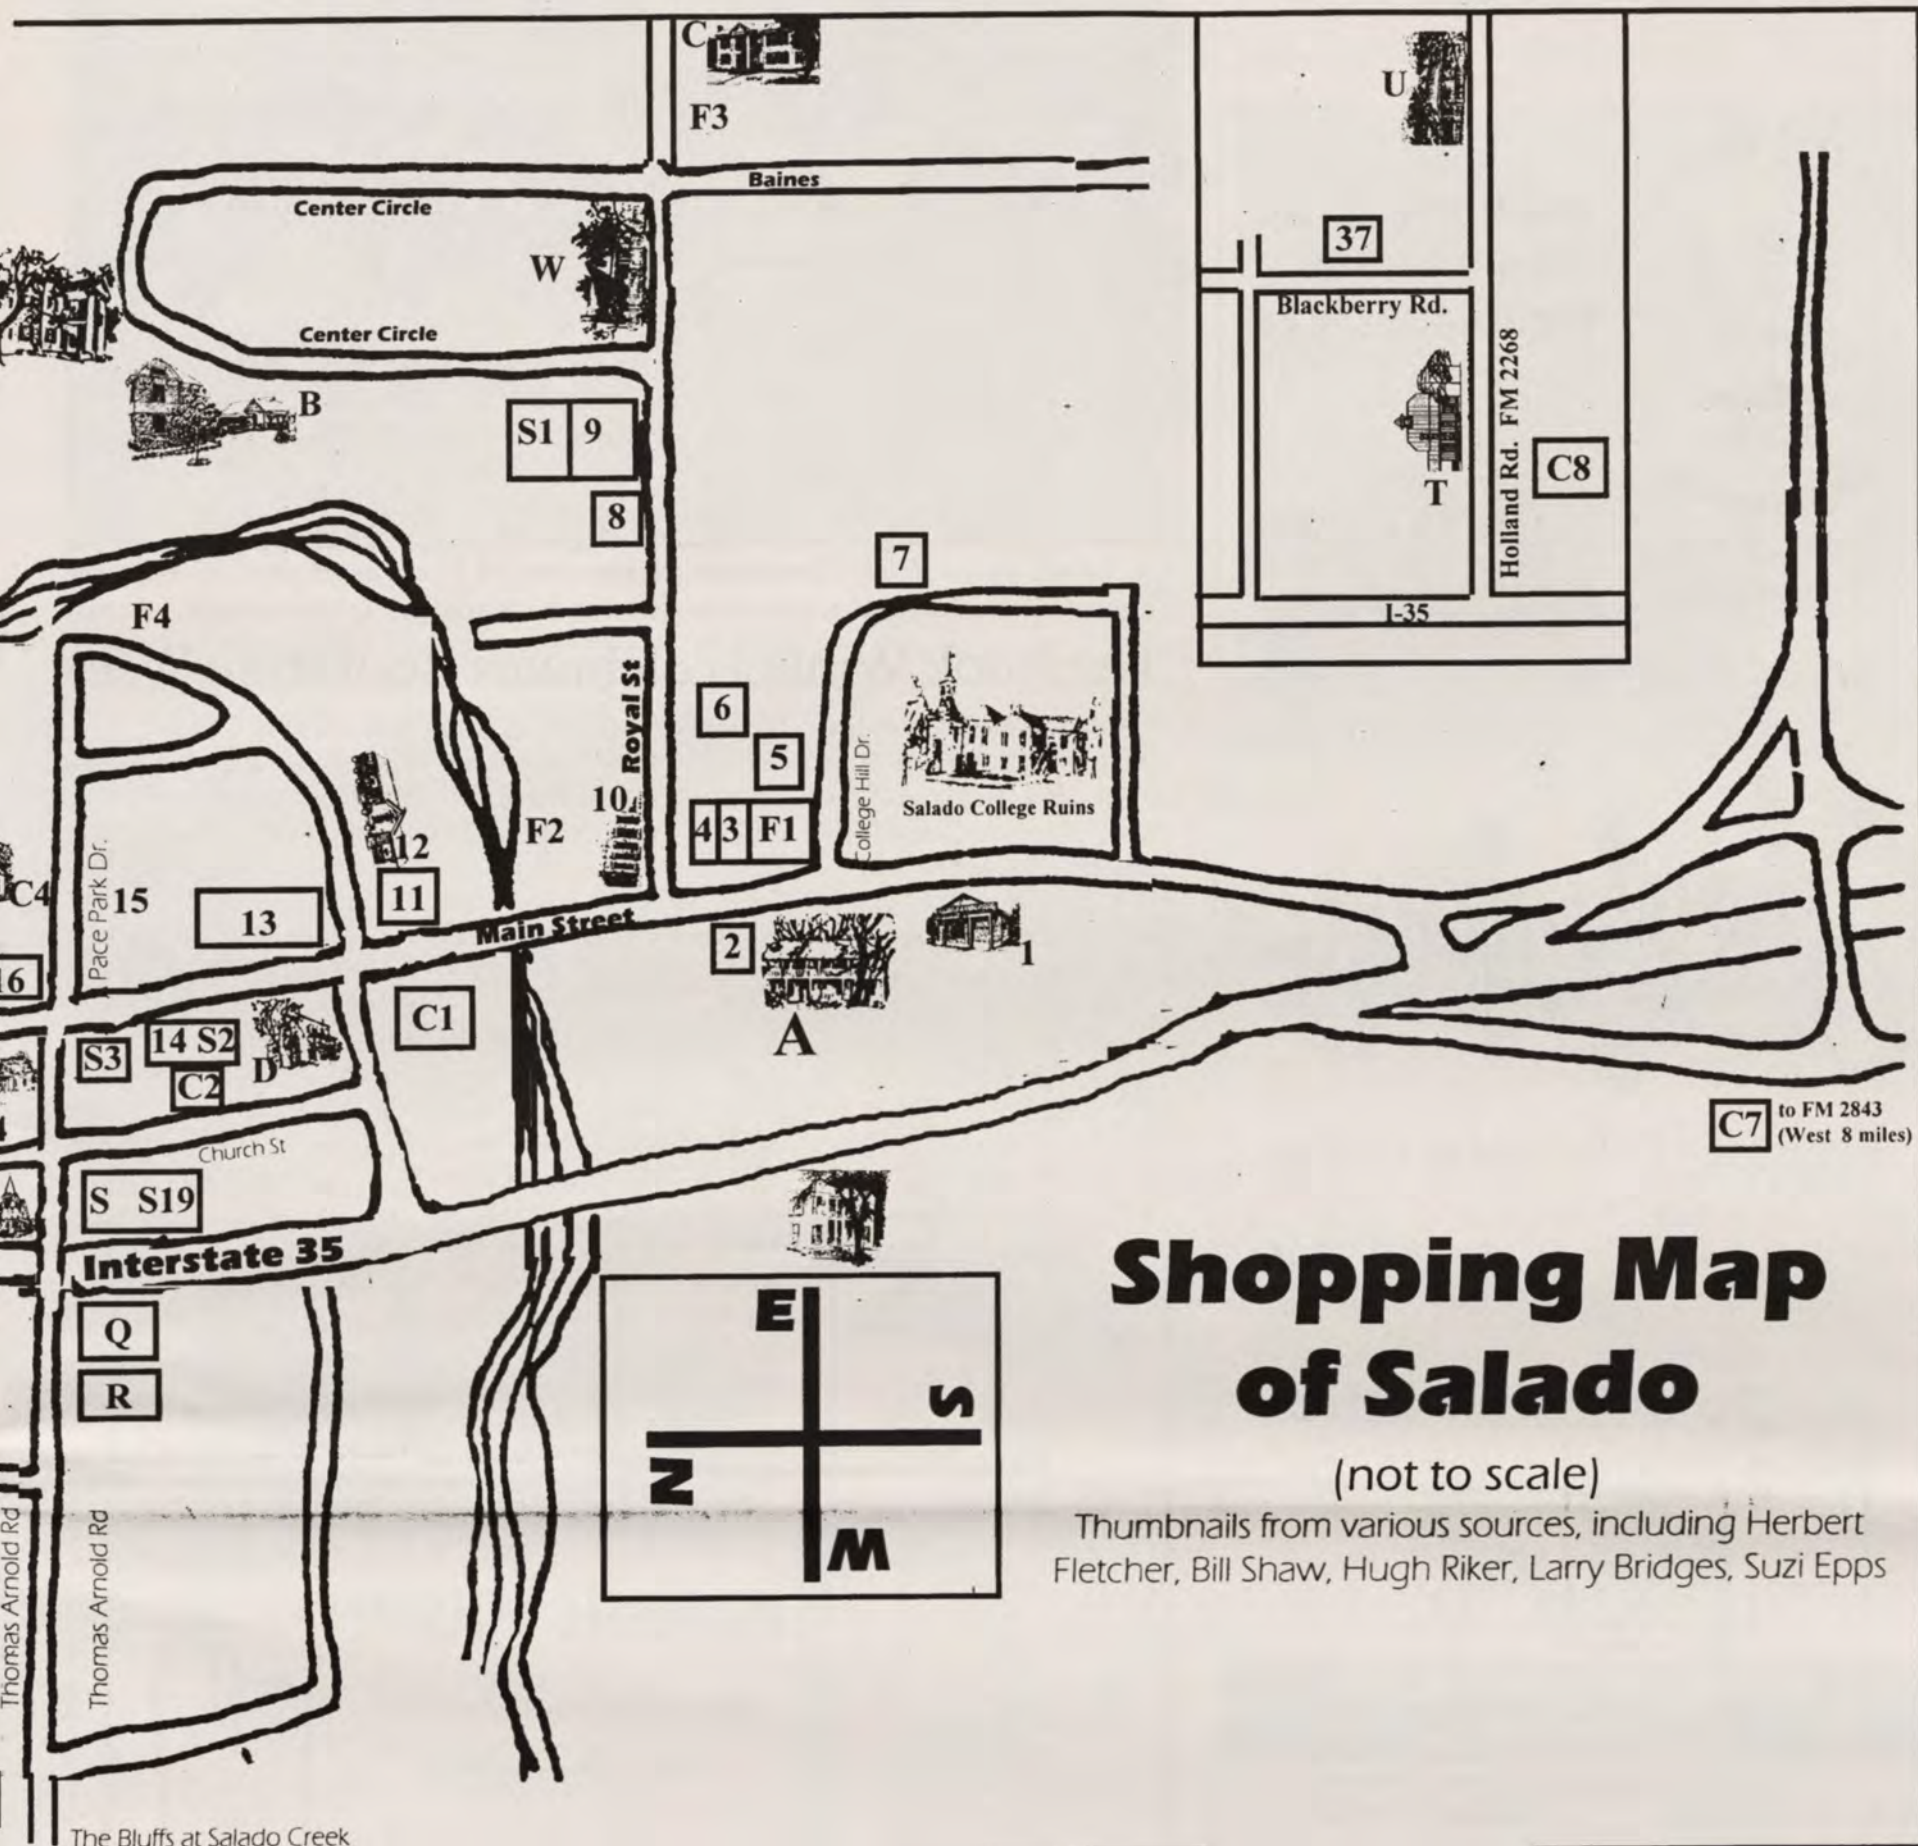 C
F3
U
Baines
Center Circle
W
37
Blackberry Rd.
Center Circle
Holland Rd. FM 2268
B
S1
9
8
C8
T
7
F4
I-35
Royal St
6
5
College Hill Dr.
Salado College Ruins
10
4
3
F1
F2
12
11
C4
A Pace Park Dr.
15
13
Main Street
2
1
16
C1
A
S3
14 S2
D
C2
C7
to FM 2843
(West 8 miles)
Church St
S S19
Interstate 35
Q
R
E
S
N
W
Shopping Map
of Salado
(not to scale)
Thumbnails from various sources, including Herbert
Fletcher, Bill Shaw, Hugh Riker, Larry Bridges, Suzi Epps
Thomas Arnold Rd
Thomas Arnold Rd
The Bluffs at Salado Creek